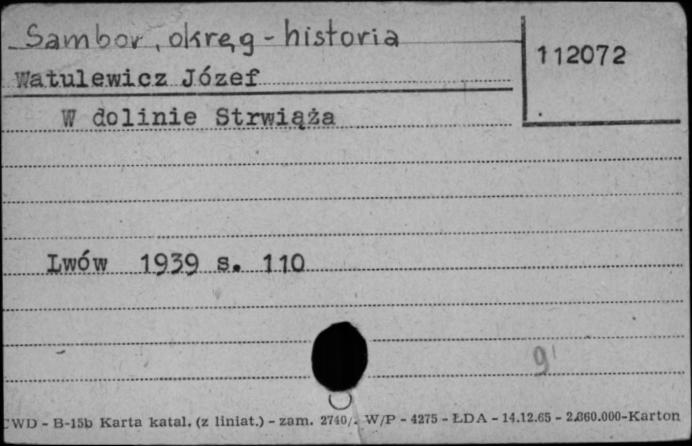 Sambor, okręg - historia
112072
Watulewicz Józef
W dolinie Strwiąża
Lwów 1939 s. 110
9
CWD - B-15b Karta katal. (z liniat.) - zam. 2740/. W/P - 4275 - ŁDA - 14.12.65 - 2.860.000-Karton